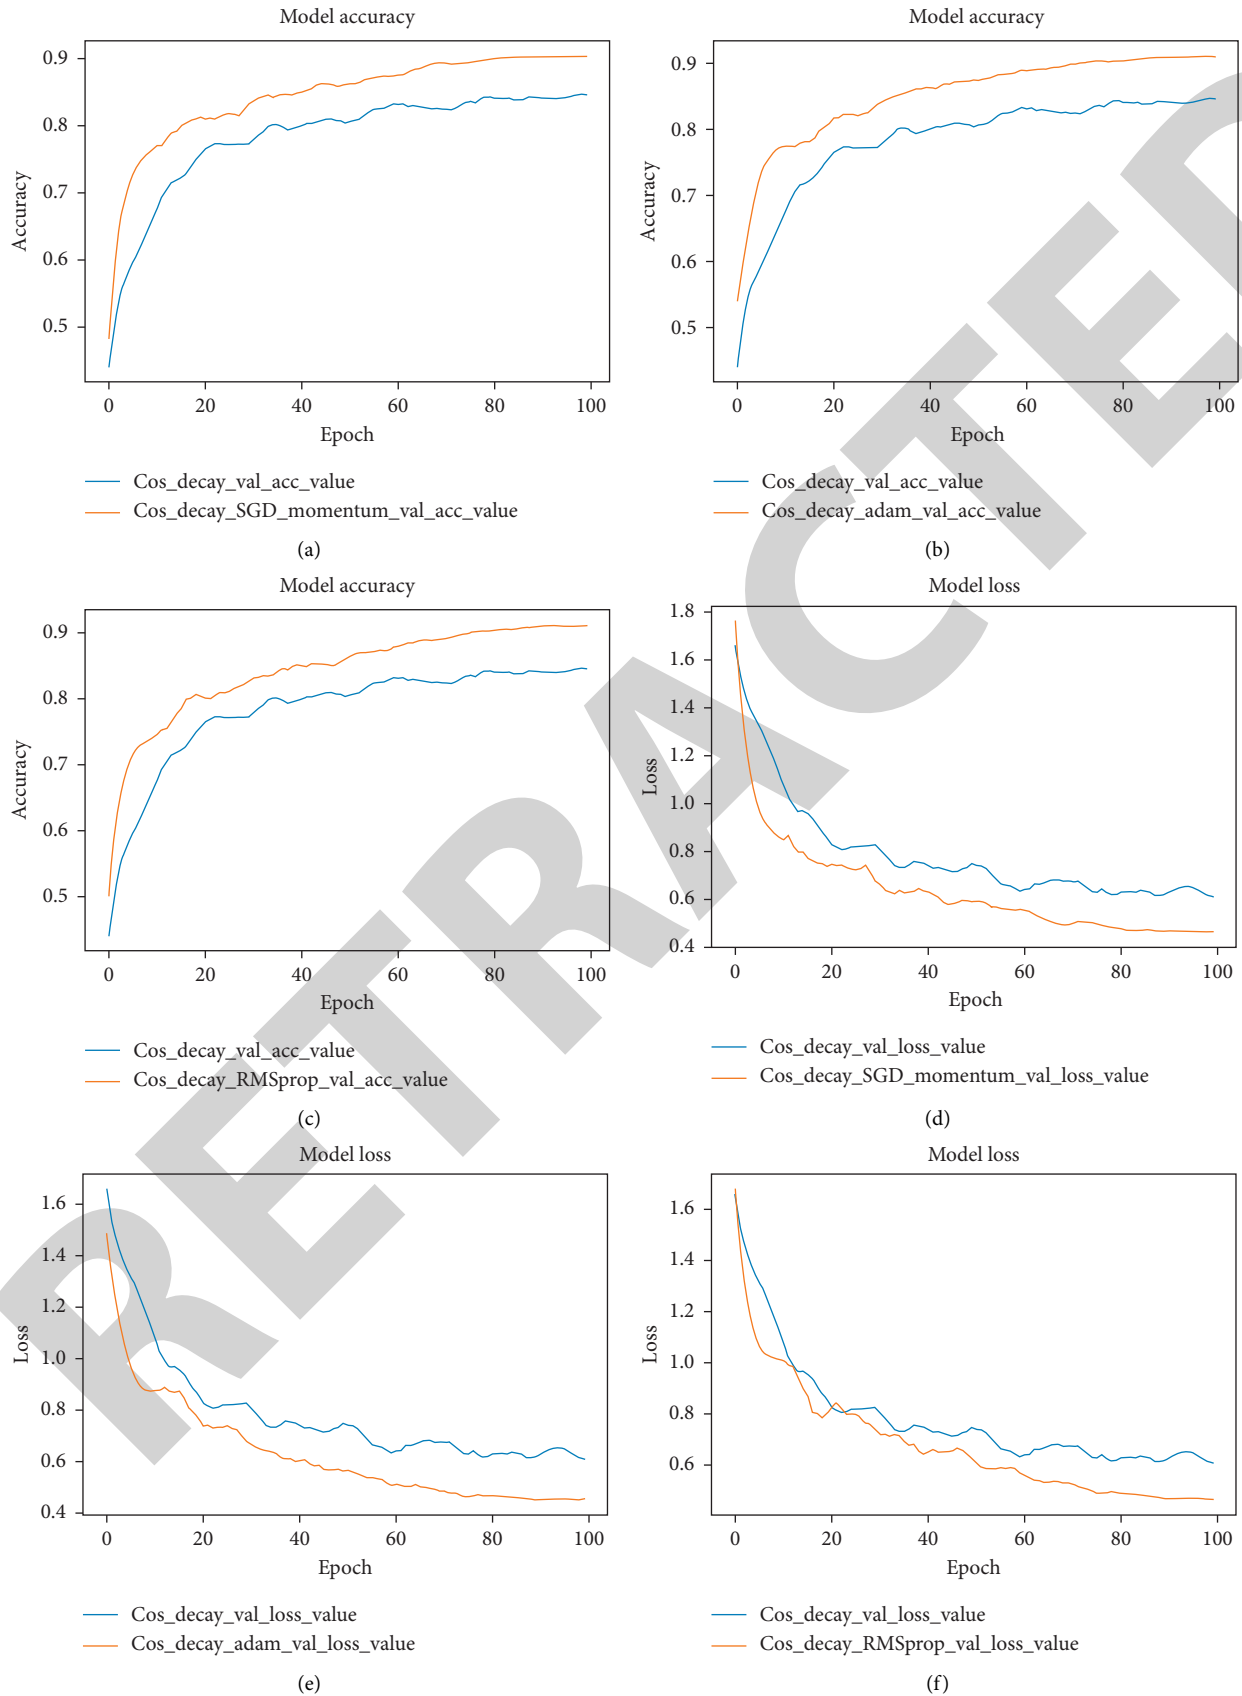 Model accuracy
Accuracy
0.9
0.8
0.7
0.6
0.5
0 20 40 60 80 100
Epoch
Cos_decay_val_acc_value
Cos_decay_SGD_momentum_val_acc_value
(a)
Model accuracy
Accuracy
0.9
0.8
0.7
0.6
0.5
0 20 40 60 80 100
Epoch
Cos_decay_val_acc_value
Cos_decay_adam_val_acc_value
(b)
Model accuracy
Accuracy
0.9
0.8
0.7
0.6
0.5
0 20 40 60 80 100
Epoch
Cos_decay_val_acc_value
Cos_decay_RMSprop_val_acc_value
(c)
Model loss
Loss
1.8
1.6
1.4
1.2
1.0
0.8
0.6
0.4
0 20 40 60 80 100
Epoch
Cos_decay_val_loss_value
Cos_decay_SGD_momentum_val_loss_value
(d)
Model loss
Loss
1.6
1.4
1.2
1.0
0.8
0.6
0.4
0 20 40 60 80 100
Epoch
Cos_decay_val_loss_value
Cos_decay_adam_val_loss_value
(e)
Model loss
Loss
1.6
1.4
1.2
1.0
0.8
0.6
0 20 40 60 80 100
Epoch
Cos_decay_val_loss_value
Cos_decay_RMSprop_val_loss_value
(f)
RETRACTED